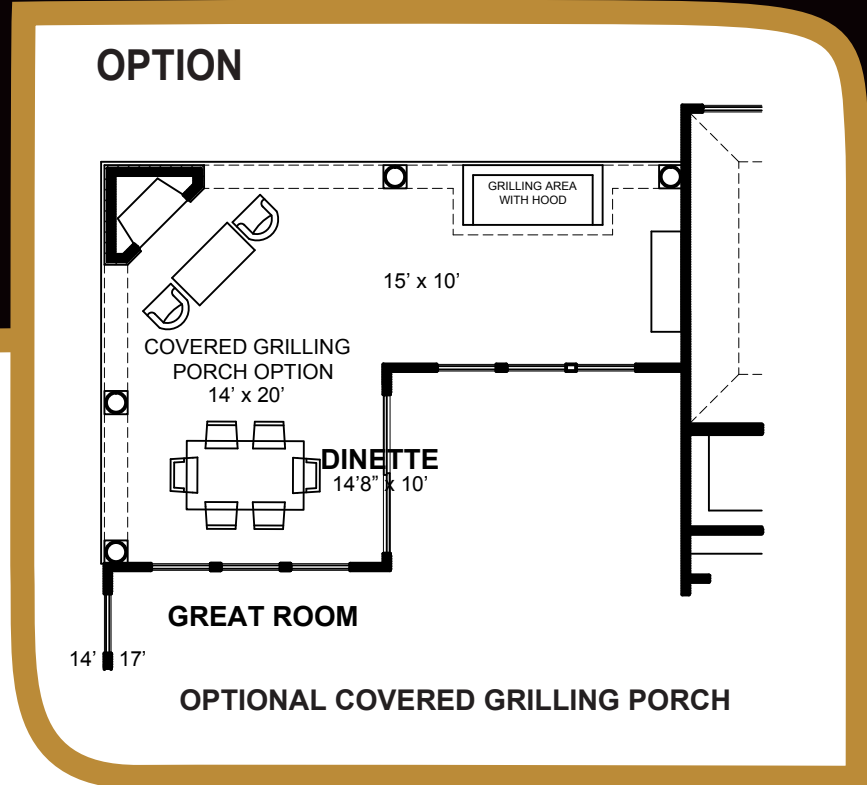 OPTION
GRILLING AREA
WITH HOOD
15’ x 10’
COVERED GRILLING
PORCH OPTION
14’ x 20’
DINETTE
14’8” x 10’
GREAT ROOM
14’ 17’
OPTIONAL COVERED GRILLING PORCH